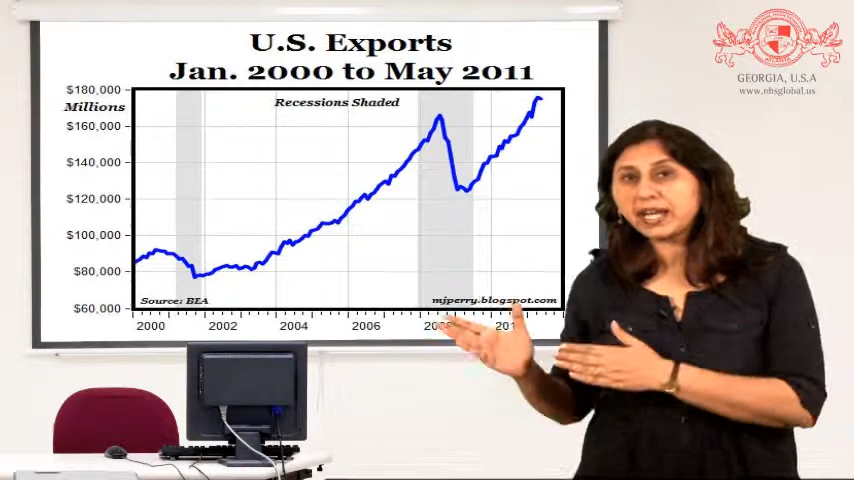 U.S. Exports
Jan. 2000 to May 2011
$180,000
Millions
Recessions Shaded
$160,000
$140,000
$120,000
$100,000
$80,000
$60,000
Source: BEA
mjperry.blogspot.com
2000 2002 2004 2006
GEORGIA, U.S.A
www.nhsglobal.us